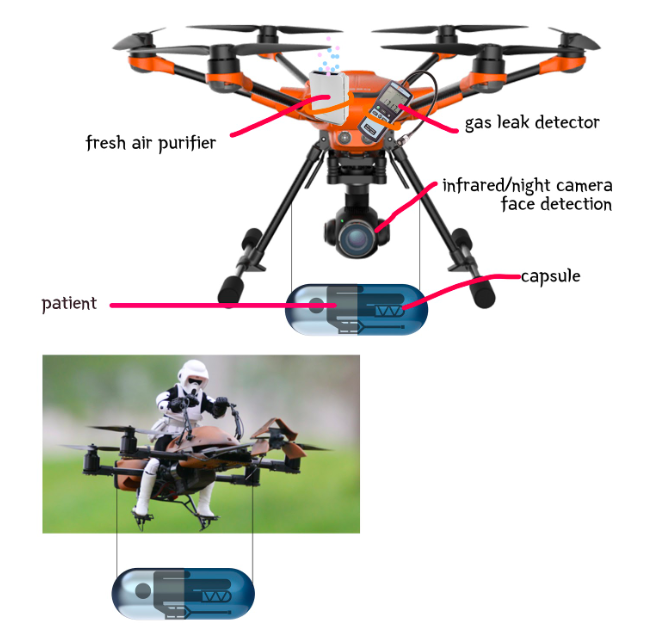 fresh air purifier
gas leak detector
infrared/night camera
face detection
capsule
patient